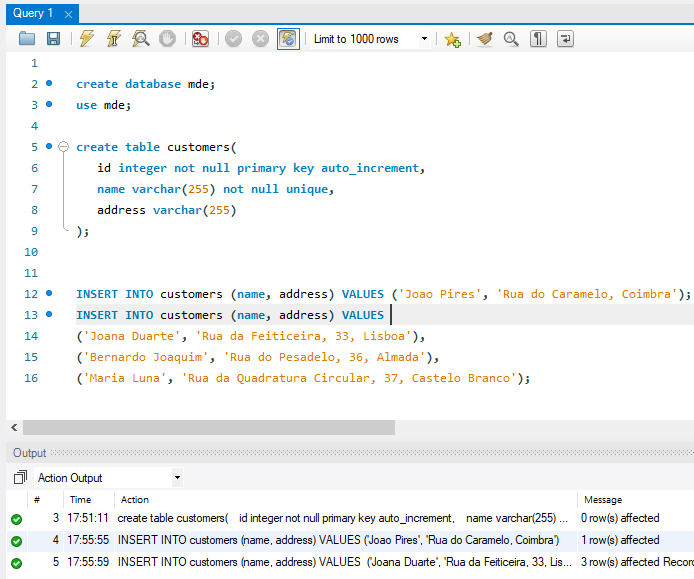 Query 1
Limit to 1000 rows
1
2 create database mde;
3 use mde;
4
5 create table customers(
6 id integer not null primary key auto_increment,
7 name varchar(255) not null unique,
8 address varchar(255)
9 );
10
11
12 INSERT INTO customers (name, address) VALUES ('Joao Pires', 'Rua do Caramelo, Coimbra');
13 INSERT INTO customers (name, address) VALUES
14 ('Joana Duarte', 'Rua da Feiticeira, 33, Lisboa'),
15 ('Bernardo Joaquim', 'Rua do Pesadelo, 36, Almada'),
16 ('Maria Luna', 'Rua da Quadratura Circular, 37, Castelo Branco');
Output
Action Output
# Time Action Message
3 17:51:11 create table customers( id integer not null primary key auto_increment, name varchar(255) ... 0 row(s) affected
4 17:55:55 INSERT INTO customers (name, address) VALUES ('Joao Pires', 'Rua do Caramelo, Coimbra') 1 row(s) affected
5 17:55:59 INSERT INTO customers (name, address) VALUES ('Joana Duarte', 'Rua da Feiticeira, 33, Lis... 3 row(s) affected Recor